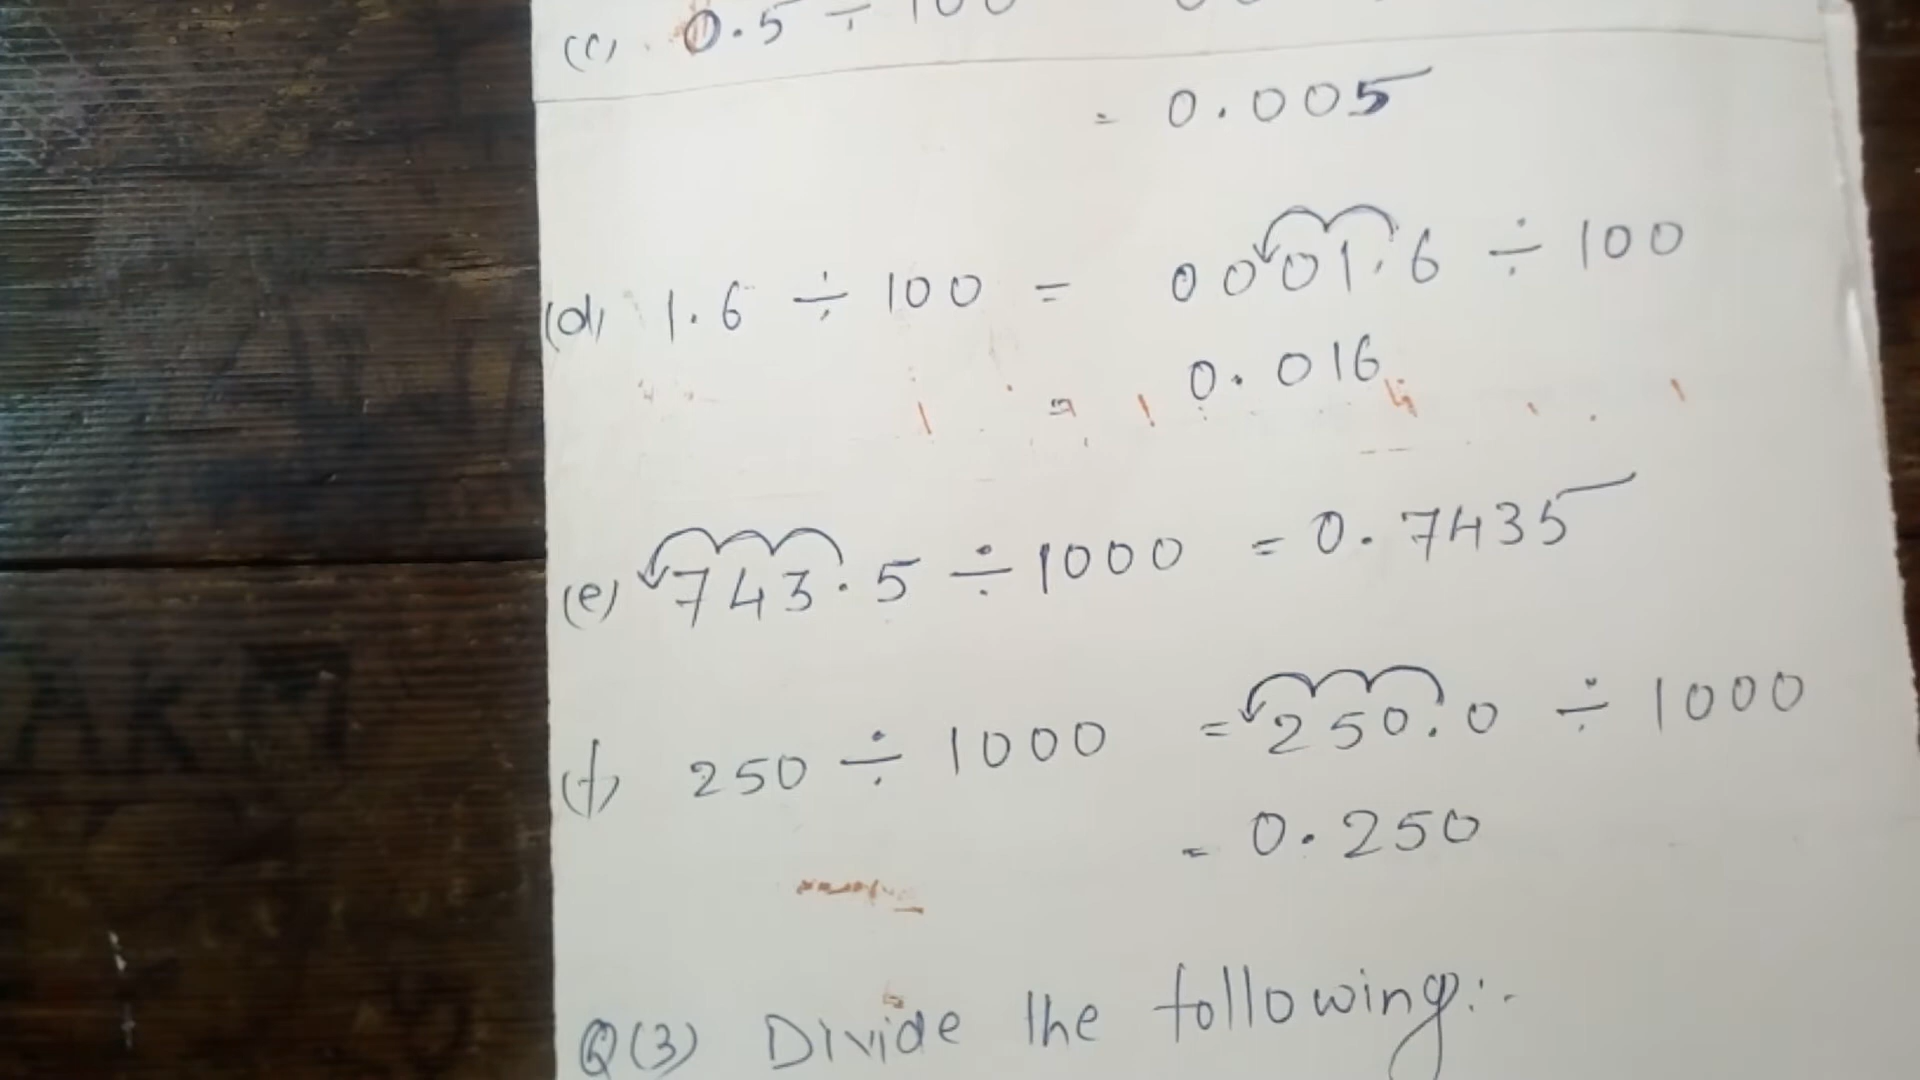 (c) 0.5 ÷ 100
= 0.005
(d) 1.6 ÷ 100 = 0001.6 ÷ 100
0.016
(e) 743.5 ÷ 1000 = 0.7435
(f) 250 ÷ 1000 = 250.0 ÷ 1000
= 0.250
Q(3) Divide the following:-